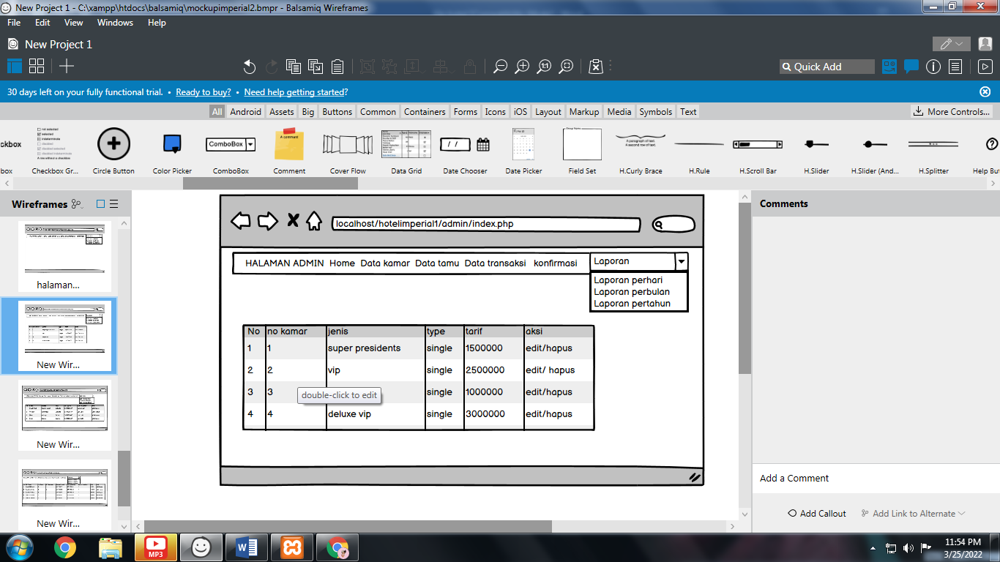 New Project 1 - C:\xampp\htdocs\balsamiq\mockupimperial2.bmpr - Balsamiq Wireframes
File Edit View Windows Help
New Project 1
1:1
Quick Add
30 days left on your fully functional trial. • Ready to buy? • Need help getting started?
All Android Assets Big Buttons Common Containers Forms Icons iOS Layout Markup Media Symbols Text More Controls...
ckbox ComboBox A comment / / Group Name A paragraph of text. A second row of text.
box Checkbox Gr... Circle Button Color Picker ComboBox Comment Cover Flow Data Grid Date Chooser Date Picker Field Set H.Curly Brace H.Rule H.Scroll Bar H.Slider H.Slider (And... H.Splitter Help But
Wireframes
halaman...
New Wir...
New Wir...
New Wir...
localhost/hotelimperial1/admin/index.php
HALAMAN ADMIN Home Data kamar Data tamu Data transaksi konfirmasi Laporan
Laporan perhari
Laporan perbulan
Laporan pertahun
No no kamar jenis type tarif aksi
1 1 super presidents single 1500000 edit/hapus
2 2 vip single 2500000 edit/ hapus
3 3 single 1000000 edit/hapus
double-click to edit
4 4 deluxe vip single 3000000 edit/hapus
Comments
Add a Comment
Add Callout Add Link to Alternate
MP3
11:54 PM
3/25/2022